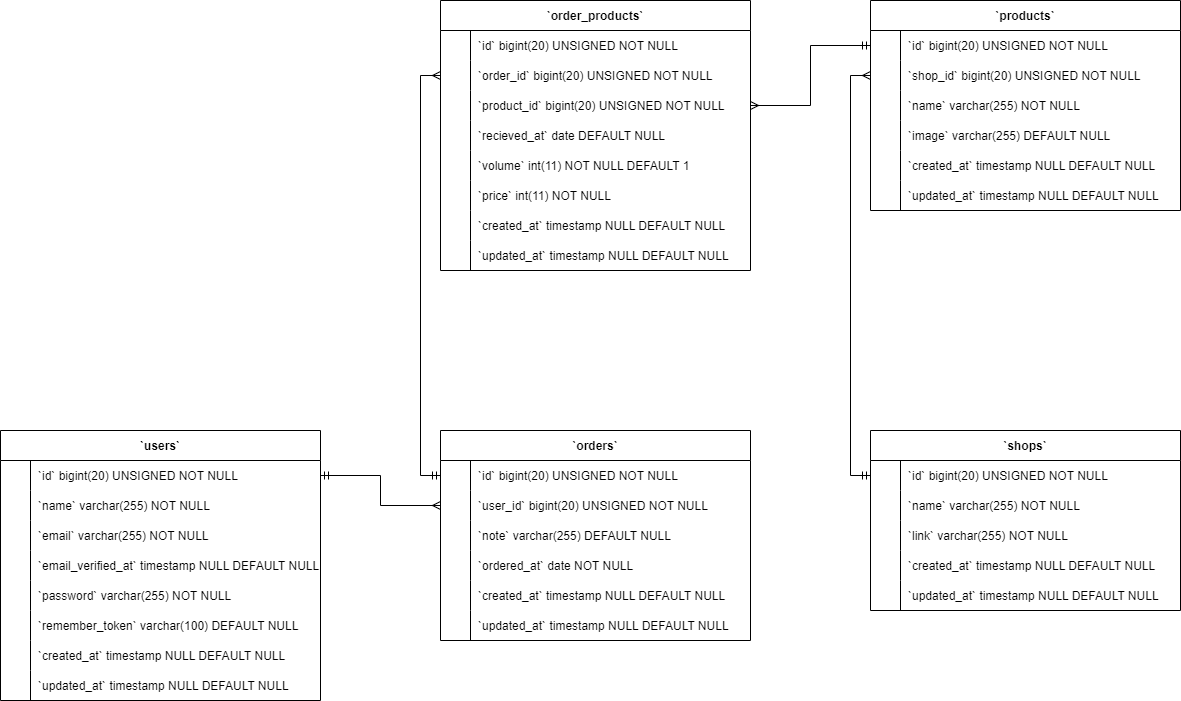 `order_products`
`id` bigint(20) UNSIGNED NOT NULL
`order_id` bigint(20) UNSIGNED NOT NULL
`product_id` bigint(20) UNSIGNED NOT NULL
`recieved_at` date DEFAULT NULL
`volume` int(11) NOT NULL DEFAULT 1
`price` int(11) NOT NULL
`created_at` timestamp NULL DEFAULT NULL
`updated_at` timestamp NULL DEFAULT NULL
`products`
`id` bigint(20) UNSIGNED NOT NULL
`shop_id` bigint(20) UNSIGNED NOT NULL
`name` varchar(255) NOT NULL
`image` varchar(255) DEFAULT NULL
`created_at` timestamp NULL DEFAULT NULL
`updated_at` timestamp NULL DEFAULT NULL
`users`
`id` bigint(20) UNSIGNED NOT NULL
`name` varchar(255) NOT NULL
`email` varchar(255) NOT NULL
`email_verified_at` timestamp NULL DEFAULT NULL
`password` varchar(255) NOT NULL
`remember_token` varchar(100) DEFAULT NULL
`created_at` timestamp NULL DEFAULT NULL
`updated_at` timestamp NULL DEFAULT NULL
`orders`
`id` bigint(20) UNSIGNED NOT NULL
`user_id` bigint(20) UNSIGNED NOT NULL
`note` varchar(255) DEFAULT NULL
`ordered_at` date NOT NULL
`created_at` timestamp NULL DEFAULT NULL
`updated_at` timestamp NULL DEFAULT NULL
`shops`
`id` bigint(20) UNSIGNED NOT NULL
`name` varchar(255) NOT NULL
`link` varchar(255) NOT NULL
`created_at` timestamp NULL DEFAULT NULL
`updated_at` timestamp NULL DEFAULT NULL